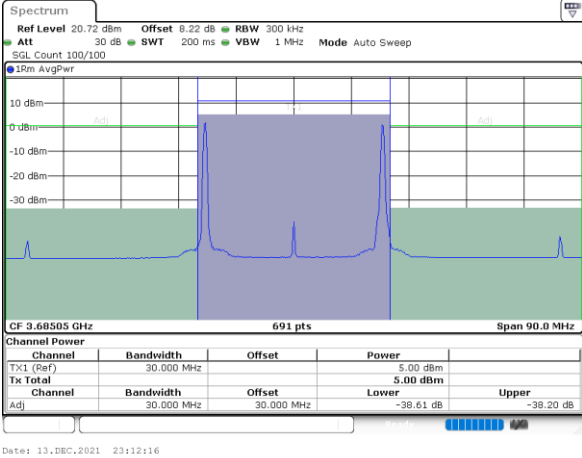 Spectrum
Ref Level 20.72 dBm Offset 8.22 dB RBW 300 kHz
Att 30 dB SWT 200 ms VBW 1 MHz Mode Auto Sweep
SGL Count 100/100
1Rm AvgPwr
10 dBm
0 dBm
Adj
Adj
-10 dBm
-20 dBm
-30 dBm
CF 3.68505 GHz 691 pts Span 90.0 MHz
Channel Power
Channel Bandwidth Offset Power
TX1 (Ref) 30.000 MHz 5.00 dBm
Tx Total 5.00 dBm
Channel Bandwidth Offset Lower Upper
Adj 30.000 MHz 30.000 MHz -38.61 dB -38.20 dB
Ready
Date: 13.DEC.2021 23:12:16